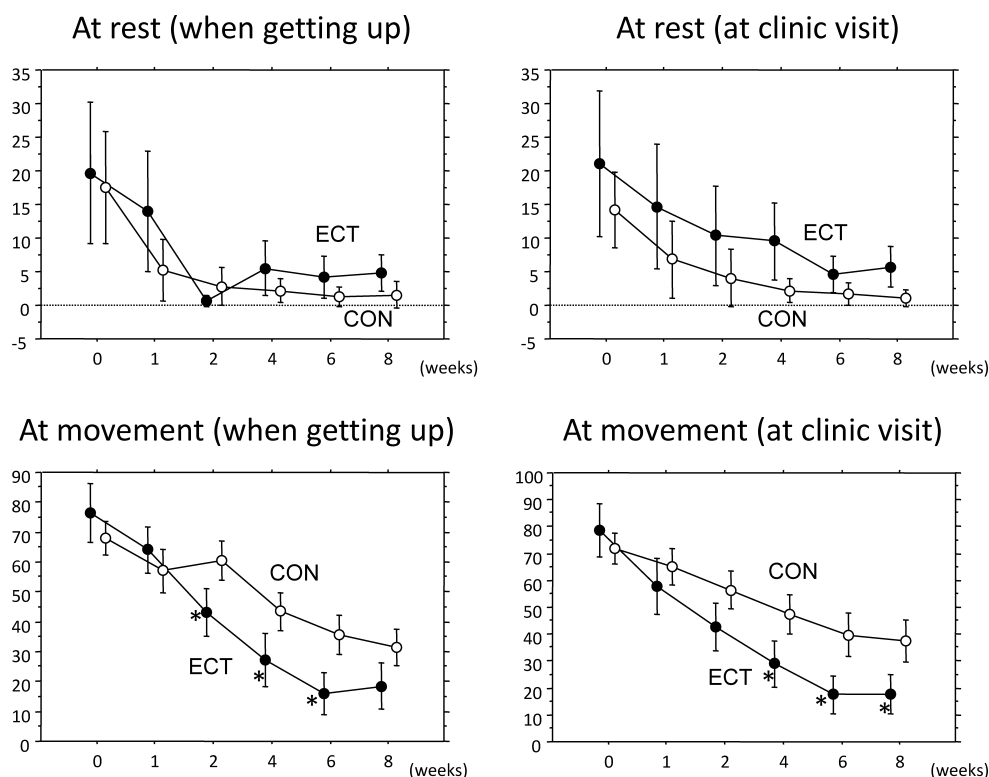 At rest (when getting up)
35
30
25
20
15
10
5
0
-5
ECT
CON
0 1 2 4 6 8
(weeks)
At rest (at clinic visit)
35
30
25
20
15
10
5
0
-5
ECT
CON
0 1 2 4 6 8
(weeks)
At movement (when getting up)
90
80
70
60
50
40
30
20
10
0
CON
*
ECT
*
*
0 1 2 4 6 8
(weeks)
At movement (at clinic visit)
100
90
80
70
60
50
40
30
20
10
0
CON
ECT
*
*
*
0 1 2 4 6 8
(weeks)